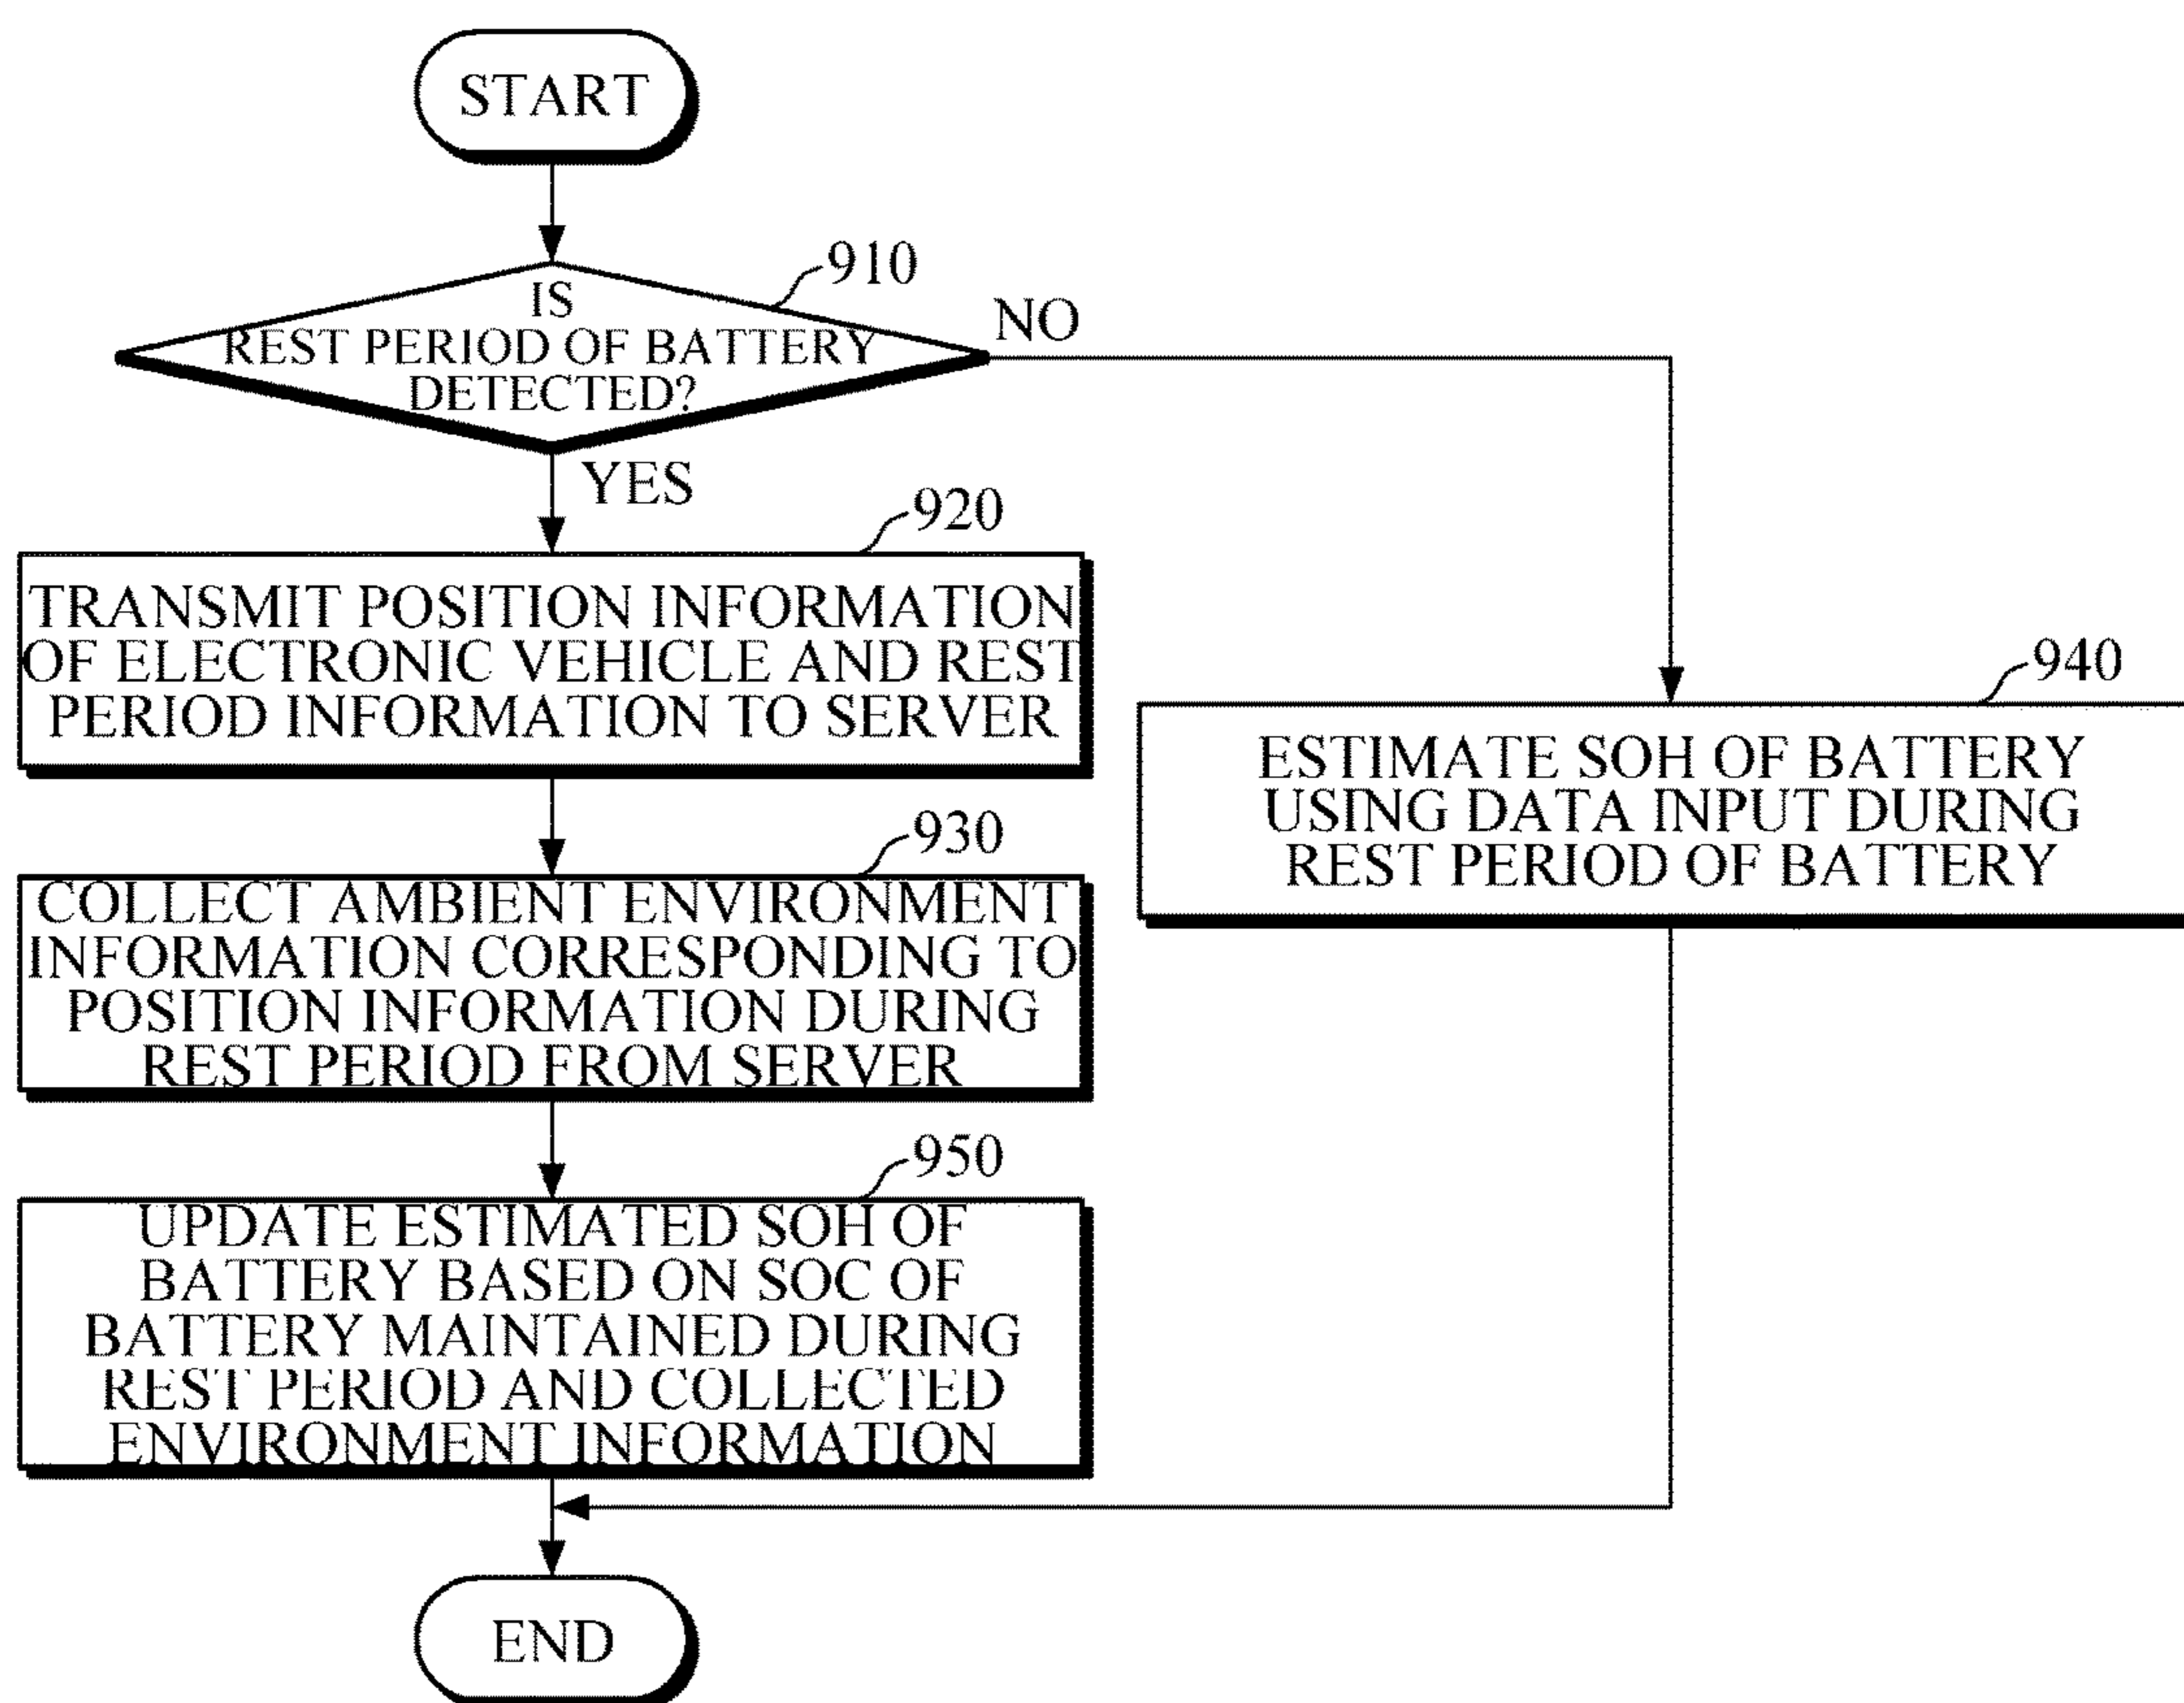 START
910
IS
REST PERIOD OF BATTERY
DETECTED?
NO
YES
920
TRANSMIT POSITION INFORMATION
OF ELECTRONIC VEHICLE AND REST
PERIOD INFORMATION TO SERVER
930
COLLECT AMBIENT ENVIRONMENT
INFORMATION CORRESPONDING TO
POSITION INFORMATION DURING
REST PERIOD FROM SERVER
940
ESTIMATE SOH OF BATTERY
USING DATA INPUT DURING
REST PERIOD OF BATTERY
950
UPDATE ESTIMATED SOH OF
BATTERY BASED ON SOC OF
BATTERY MAINTAINED DURING
REST PERIOD AND COLLECTED
ENVIRONMENT INFORMATION
END